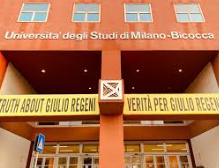 Università degli Studi di Milano - Bicocca
TRUTH ABOUT GIULIO REGENI
VERITÀ PER GIULIO REGENI